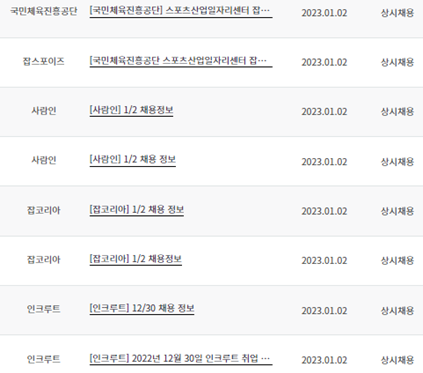 국민체육진흥공단 [국민체육진흥공단] 스포츠산업일자리센터 잡… 2023.01.02 상시채용
잡스포이즈 [국민체육진흥공단 스포츠산업일자리센터 잡… 2023.01.02 상시채용
사람인 [사람인] 1/2 채용정보 2023.01.02 상시채용
사람인 [사람인] 1/2 채용 정보 2023.01.02 상시채용
잡코리아 [잡코리아] 1/2 채용 정보 2023.01.02 상시채용
잡코리아 [잡코리아] 1/2 채용정보 2023.01.02 상시채용
인크루트 [인크루트] 12/30 채용 정보 2023.01.02 상시채용
인크루트 [인크루트] 2022년 12월 30일 인크루트 취업 … 2023.01.02 상시채용